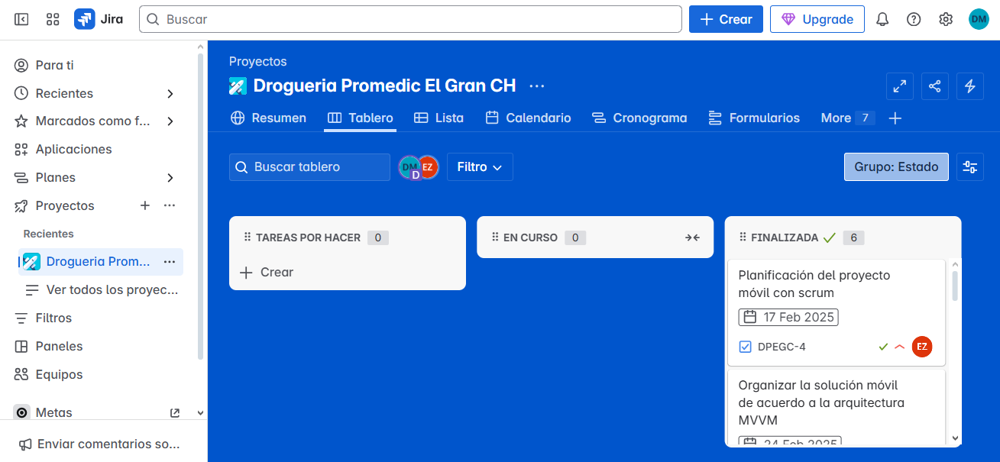 Jira
Buscar
Crear
Upgrade
DM
Para ti
Recientes
Marcados como f...
Aplicaciones
Planes
Proyectos
Recientes
Drogueria Prom...
Ver todos los proyec...
Filtros
Paneles
Equipos
Metas
Enviar comentarios so...
Proyectos
Drogueria Promedic El Gran CH
Resumen
Tablero
Lista
Calendario
Cronograma
Formularios
More 7
Buscar tablero
DM
D
EZ
Filtro
Grupo: Estado
TAREAS POR HACER 0
Crear
EN CURSO 0
FINALIZADA 6
Planificación del proyecto
móvil con scrum
17 Feb 2025
DPEGC-4
EZ
Organizar la solución móvil
de acuerdo a la arquitectura
MVVM
24 Feb 2025